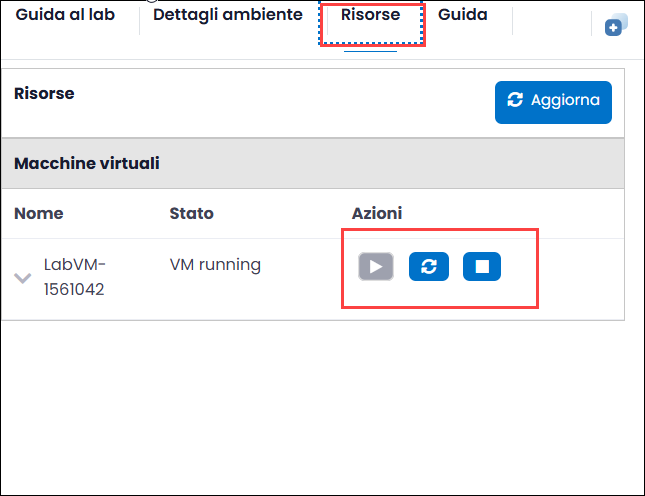 Guida al lab Dettagli ambiente Risorse Guida
Risorse
Aggiorna
Macchine virtuali
Nome Stato Azioni
LabVM- VM running
1561042